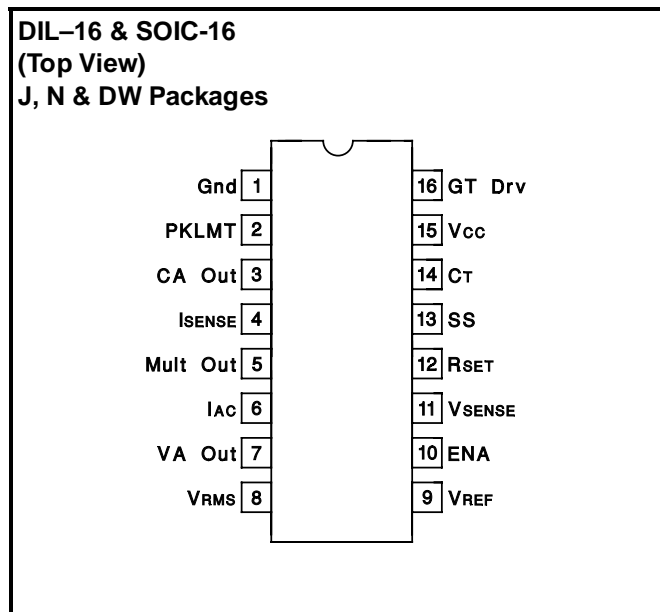 DIL–16 & SOIC-16
(Top View)
J, N & DW Packages
Gnd 1
16 GT Drv
PKLMT 2
15 VCC
CA Out 3
14 CT
ISENSE 4
13 SS
Mult Out 5
12 RSET
IAC 6
11 VSENSE
VA Out 7
10 ENA
VRMS 8
9 VREF